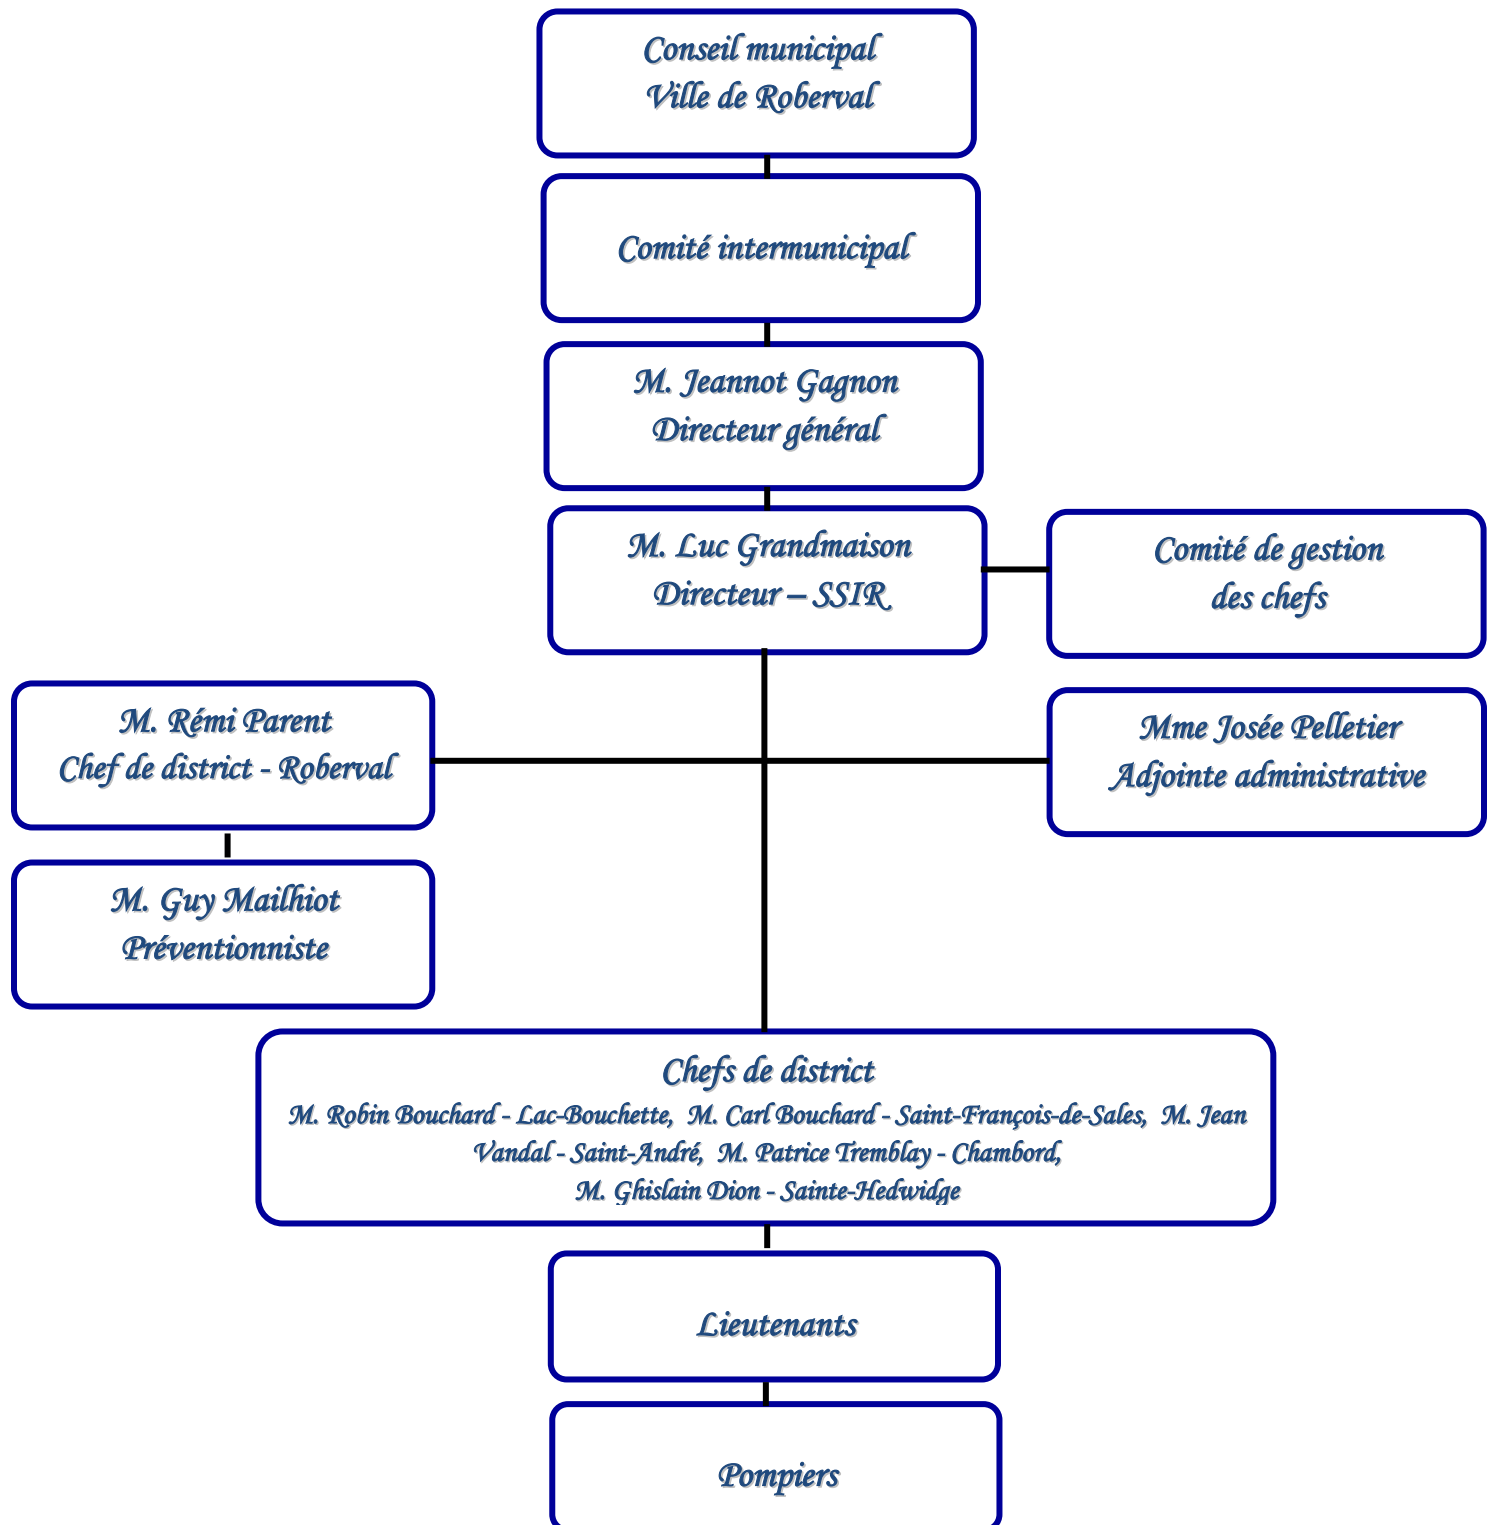 Conseil municipal
Ville de Roberval
Comité intermunicipal
M. Jeannot Gagnon
Directeur général
M. Luc Grandmaison
Directeur – SSIR
Comité de gestion
des chefs
M. Rémi Parent
Chef de district - Roberval
Mme Josée Pelletier
Adjointe administrative
M. Guy Mailhiot
Préventionniste
Chefs de district
M. Robin Bouchard - Lac-Bouchette, M. Carl Bouchard - Saint-François-de-Sales, M. Jean
Vandal - Saint-André, M. Patrice Tremblay - Chambord,
M. Ghislain Dion - Sainte-Hedwidge
Lieutenants
Pompiers